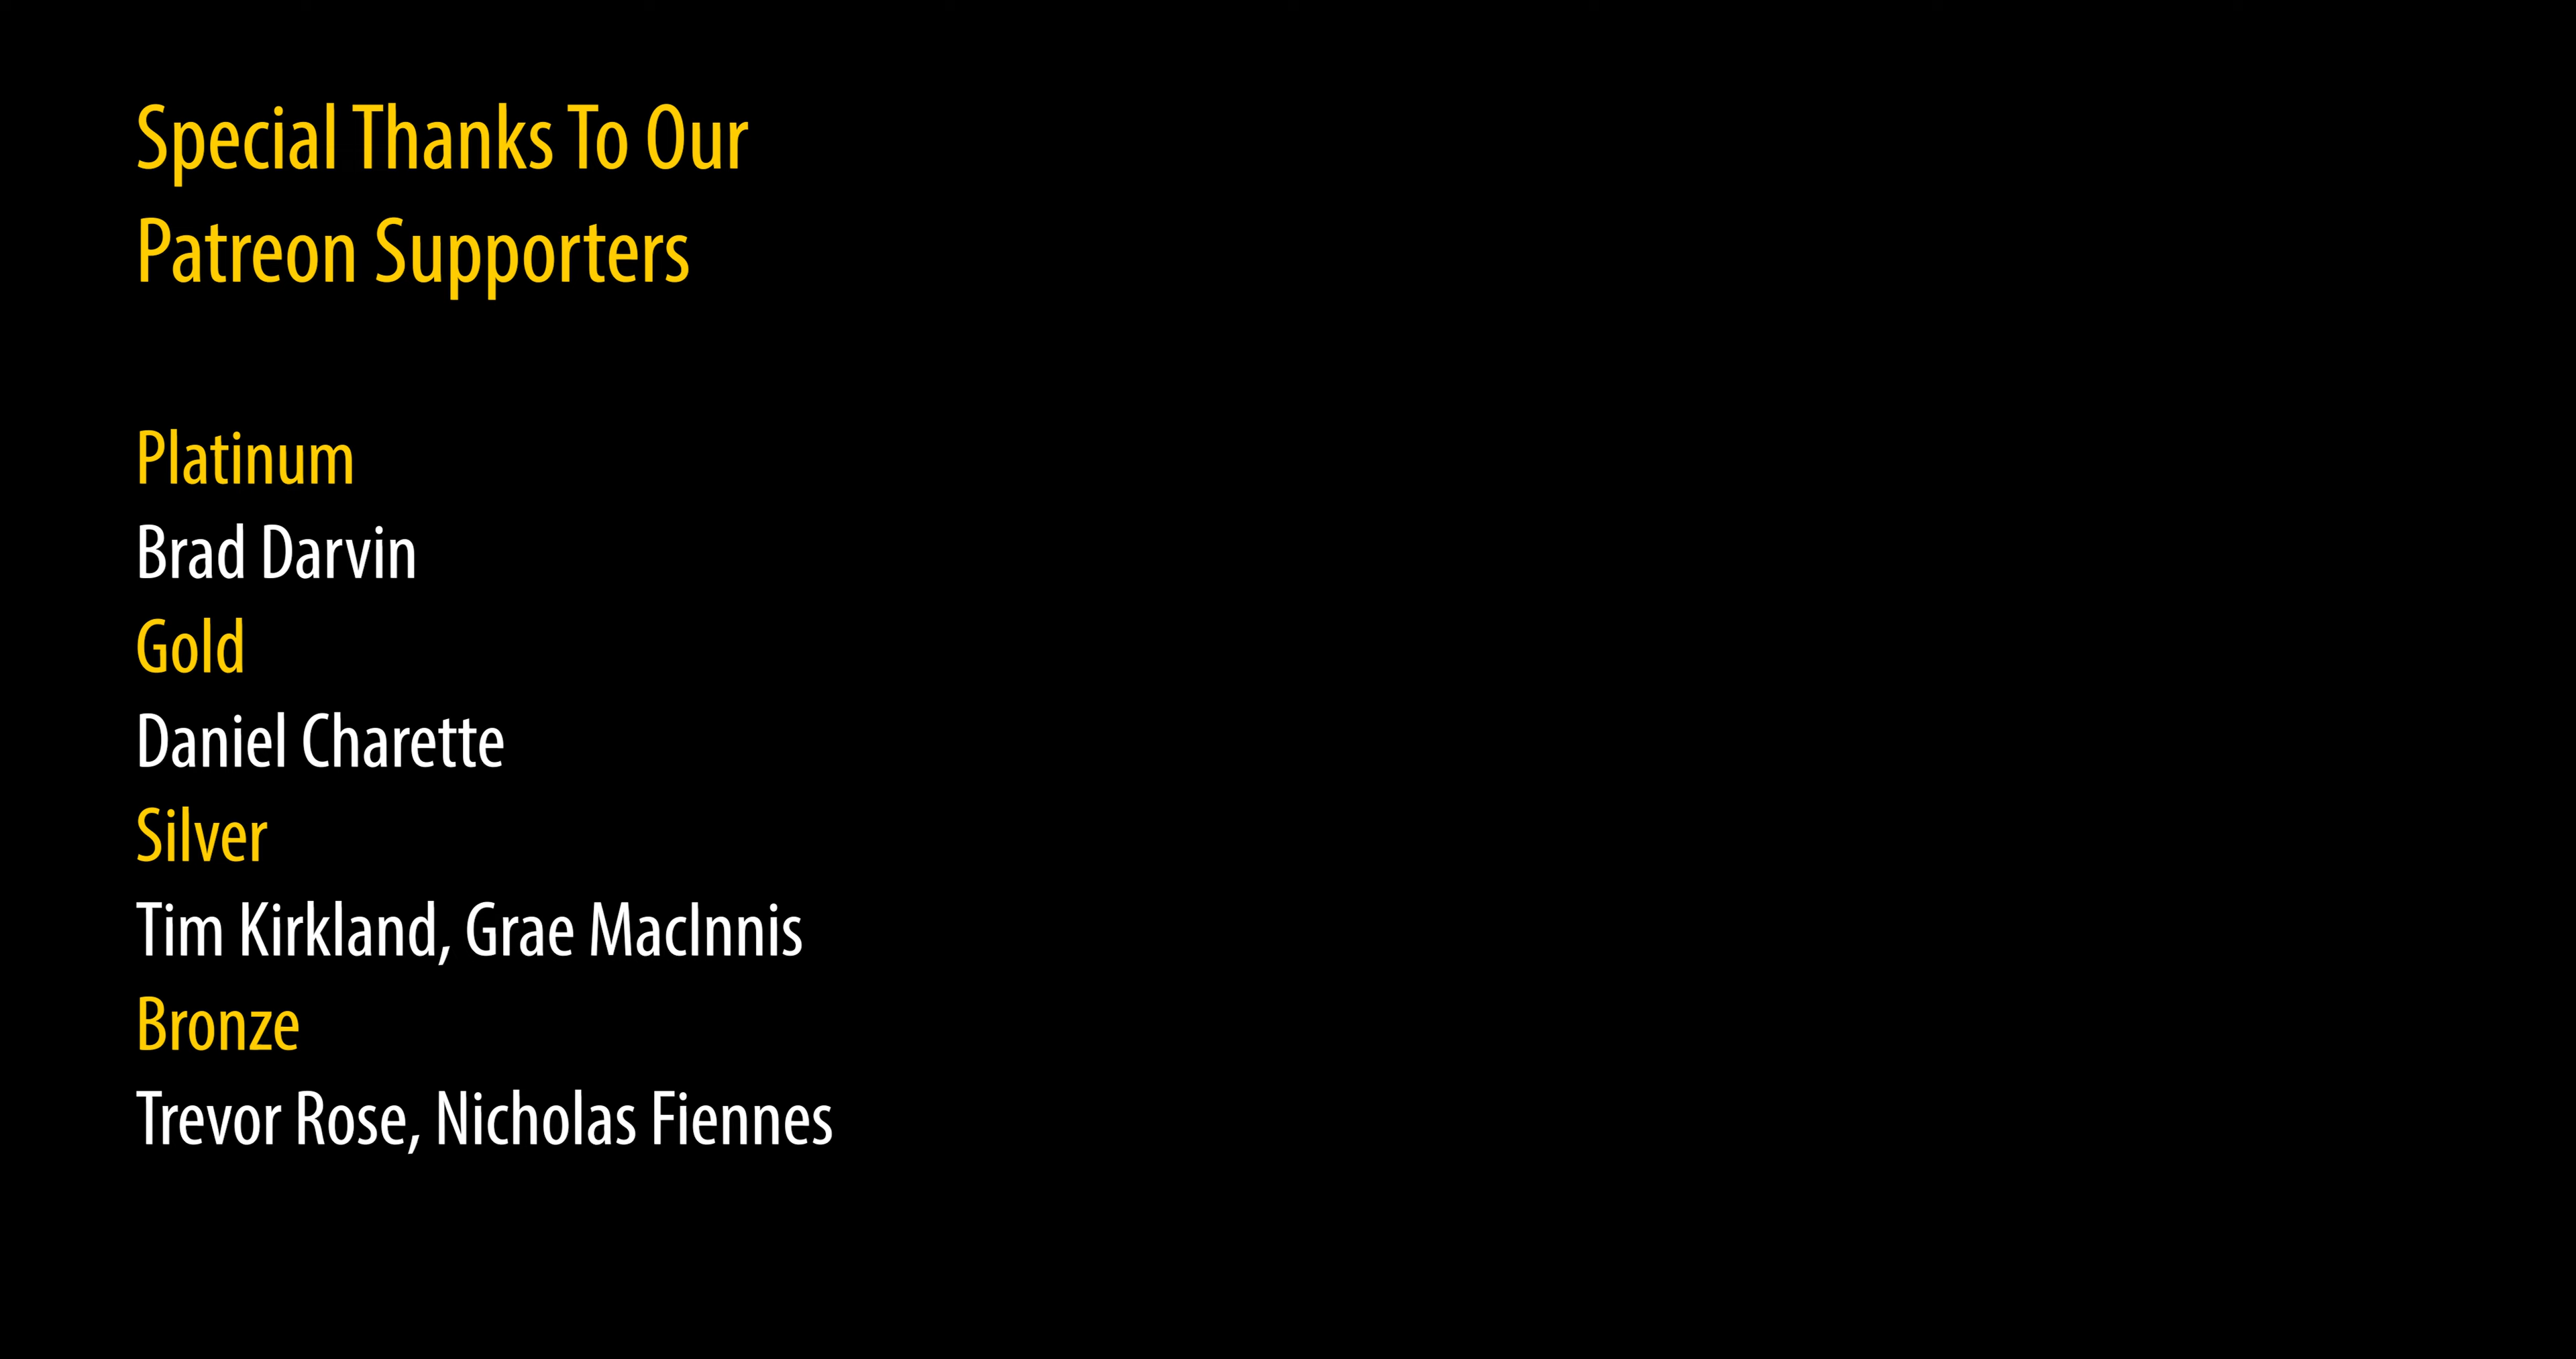 Special Thanks To Our
Patreon Supporters
Platinum
Brad Darvin
Gold
Daniel Charette
Silver
Tim Kirkland, Grae MacInnis
Bronze
Trevor Rose, Nicholas Fiennes